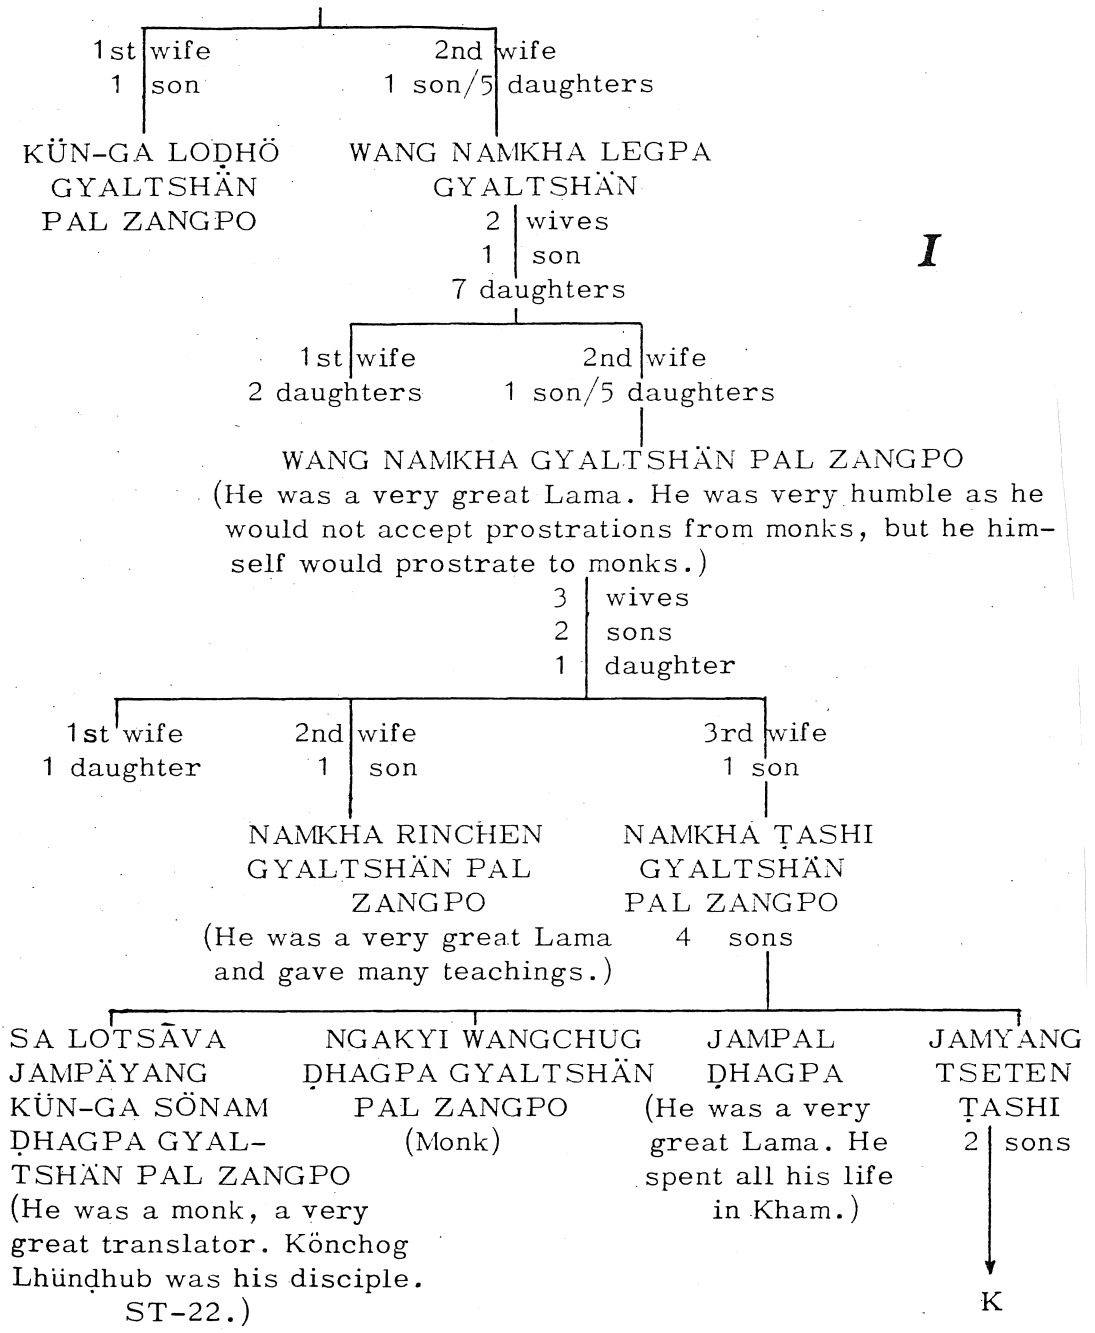 1st wife 2nd wife
1 son 1 son/5 daughters
KÜN-GA LOḌHÖ WANG NAMKHA LEGPA
GYALTSHÄN GYALTSHÄN
PAL ZANGPO 2 wives
1 son
I
7 daughters
1st wife 2nd wife
2 daughters 1 son/5 daughters
WANG NAMKHA GYALTSHÄN PAL ZANGPO
(He was a very great Lama. He was very humble as he
would not accept prostrations from monks, but he him-
self would prostrate to monks.)
3 wives
2 sons
1 daughter
1st wife 2nd wife 3rd wife
1 daughter 1 son 1 son
NAMKHA RINCHEN
GYALTSHÄN PAL
ZANGPO
(He was a very great Lama
and gave many teachings.)
NAMKHA ṬASHI
GYALTSHÄN
PAL ZANGPO
4 sons
SA LOTSĀVA
JAMPÄYANG
KÜN-GA SÖNAM
ḌHAGPA GYAL-
TSHÄN PAL ZANGPO
(He was a monk, a very
great translator. Könchog
Lhünḍhub was his disciple.
ST-22.)
NGAKYI WANGCHUG
ḌHAGPA GYALTSHÄN
PAL ZANGPO
(Monk)
JAMPAL
ḌHAGPA
(He was a very
great Lama. He
spent all his life
in Kham.)
JAMYANG
TSETEN
ṬASHI
2 sons
K